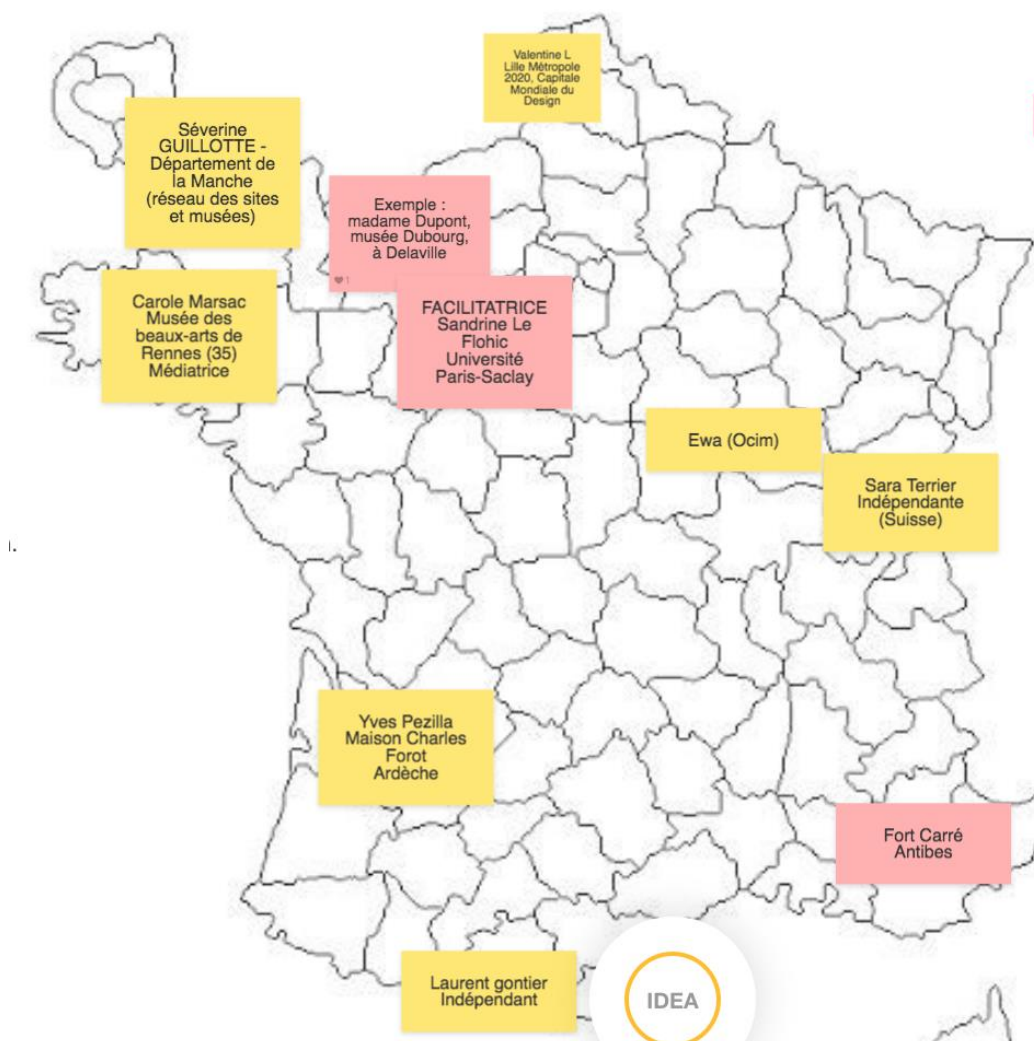 Valentine L
Lille Métropole
2020, Capitale
Mondiale du
Design
Séverine
GUILLOTTE -
Département de
la Manche
(réseau des sites
et musées)
Exemple :
madame Dupont,
musée Dubourg,
à Delaville
1
Carole Marsac
Musée des
beaux-arts de
Rennes (35)
Médiatrice
FACILITATRICE
Sandrine Le
Flohic
Université
Paris-Saclay
Ewa (Ocim)
Sara Terrier
Indépendante
(Suisse)
Yves Pezilla
Maison Charles
Forot
Ardèche
Fort Carré
Antibes
Laurent gontier
Indépendant
IDEA